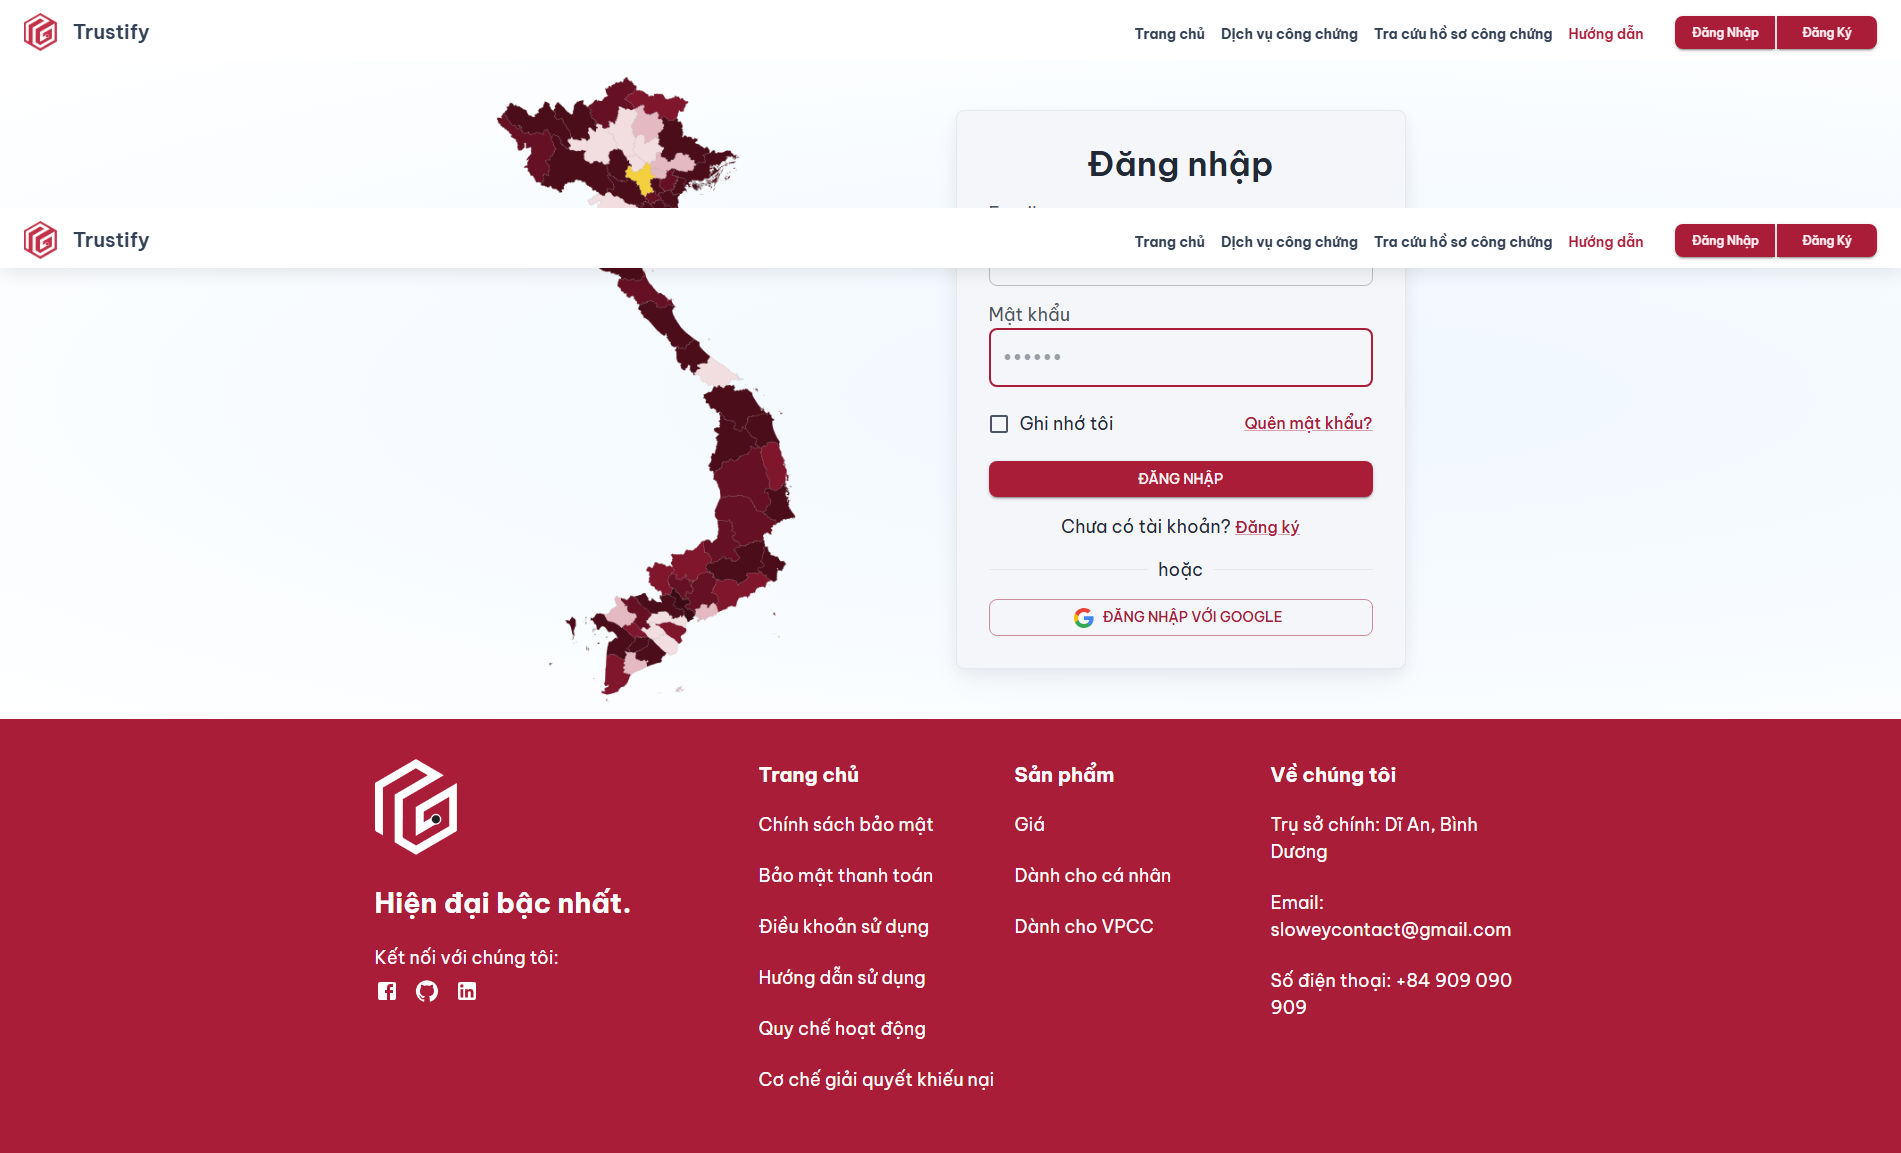 Trustify
Trang chủ Dịch vụ công chứng Tra cứu hồ sơ công chứng Hướng dẫn Đăng Nhập Đăng Ký
Đăng nhập
Trustify
Trang chủ Dịch vụ công chứng Tra cứu hồ sơ công chứng Hướng dẫn Đăng Nhập Đăng Ký
Mật khẩu
••••••
Ghi nhớ tôi Quên mật khẩu?
ĐĂNG NHẬP
Chưa có tài khoản? Đăng ký
hoặc
ĐĂNG NHẬP VỚI GOOGLE
Hiện đại bậc nhất.
Kết nối với chúng tôi:
Trang chủ
Chính sách bảo mật
Bảo mật thanh toán
Điều khoản sử dụng
Hướng dẫn sử dụng
Quy chế hoạt động
Cơ chế giải quyết khiếu nại
Sản phẩm
Giá
Dành cho cá nhân
Dành cho VPCC
Về chúng tôi
Trụ sở chính: Dĩ An, Bình
Dương
Email:
sloweycontact@gmail.com
Số điện thoại: +84 909 090
909